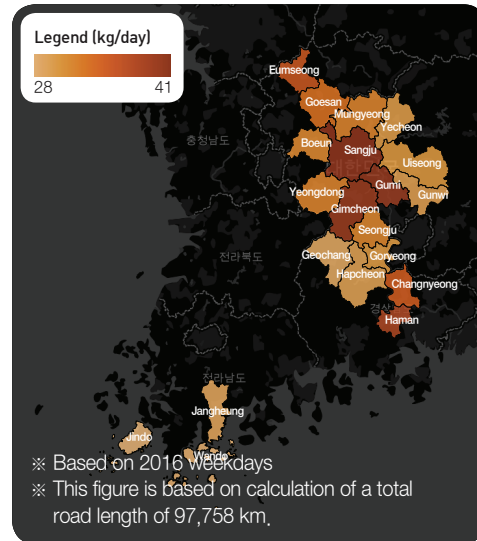 Legend (kg/day)
28 41
Eumseong
Goesan
Mungyeong
Yecheon
충청남도
Boeun
Sangju
Uiseong
Gumi
Yeongdong
Gunwi
Gimcheon
Seongju
전라북도
Geochang
Goryeong
Hapcheon
Changnyeong
경상
Haman
전라남도
Jangheung
Jindo
Wando
※ Based on 2016 weekdays
※ This figure is based on calculation of a total
road length of 97,758 km.